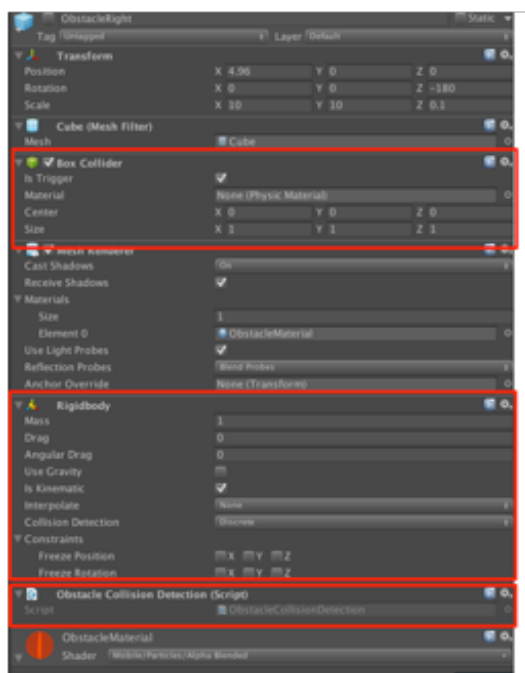 ObstacleRight Static
Tag Untagged Layer Default
Transform
Position X 4.96 Y 0 Z 0
Rotation X 0 Y 0 Z -180
Scale X 10 Y 10 Z 0.1
Cube (Mesh Filter)
Mesh Cube
Box Collider
Is Trigger
Material None (Physic Material)
Center X 0 Y 0 Z 0
Size X 1 Y 1 Z 1
Mesh Renderer
Cast Shadows On
Receive Shadows
Materials
Size 1
Element 0 ObstacleMaterial
Use Light Probes
Reflection Probes Blend Probes
Anchor Override None (Transform)
Rigidbody
Mass 1
Drag 0
Angular Drag 0
Use Gravity
Is Kinematic
Interpolate None
Collision Detection Discrete
Constraints
Freeze Position X Y Z
Freeze Rotation X Y Z
Obstacle Collision Detection (Script)
Script ObstacleCollisionDetection
ObstacleMaterial
Shader Mobile/Particles/Alpha Blended